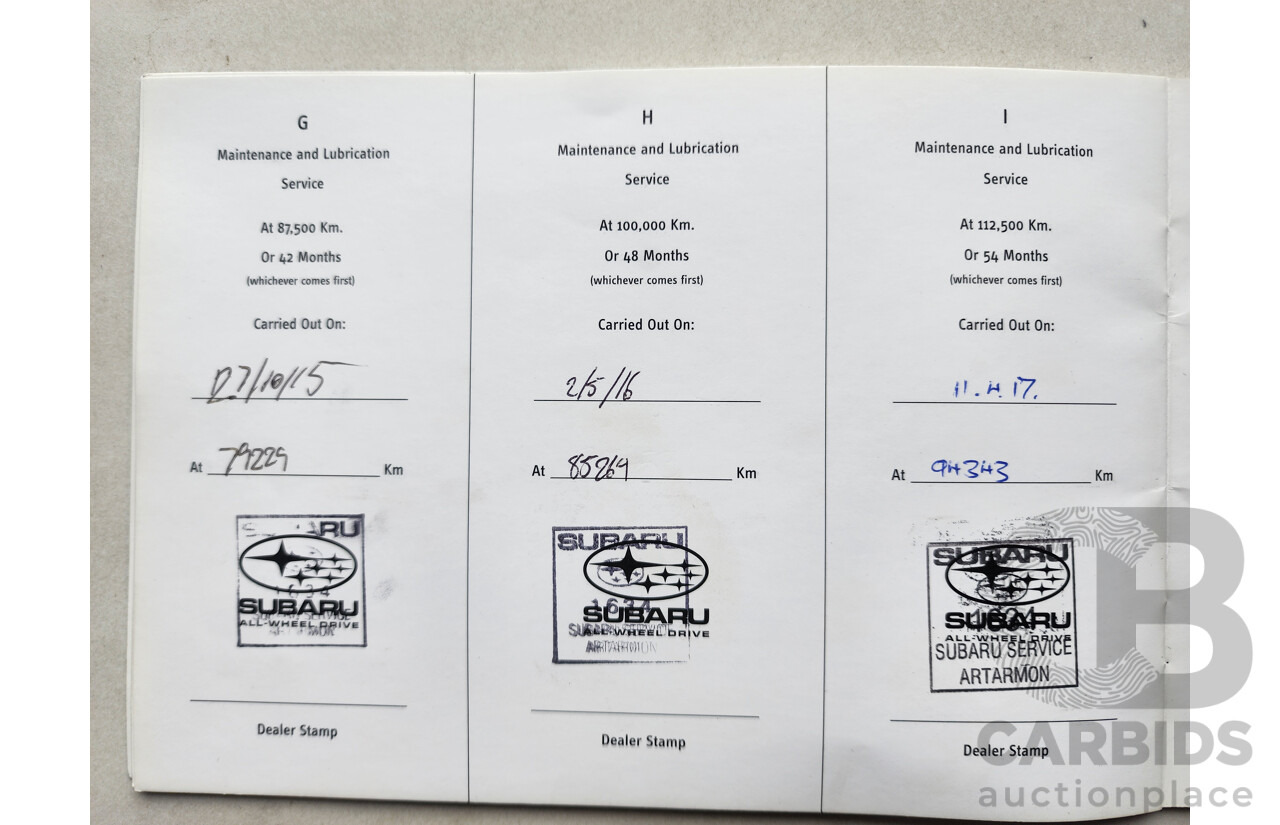 G
Maintenance and Lubrication
Service
At 87,500 Km.
Or 42 Months
(whichever comes first)
Carried Out On:
/10/15
At 79229 Km
SUBARU
SUBARU
ALL-WHEEL DRIVE
Dealer Stamp
H
Maintenance and Lubrication
Service
At 100,000 Km.
Or 48 Months
(whichever comes first)
Carried Out On:
2/5/16
At 85269 Km
SUBARU
1634
SUBARU
ALL-WHEEL DRIVE
ARTARMON
Dealer Stamp
I
Maintenance and Lubrication
Service
At 112,500 Km.
Or 54 Months
(whichever comes first)
Carried Out On:
11.4.17.
At 94343 Km
SUBARU
SUBARU
ALL-WHEEL DRIVE
SUBARU SERVICE
ARTARMON
Dealer Stamp
B
CARBIDS
auctionplace